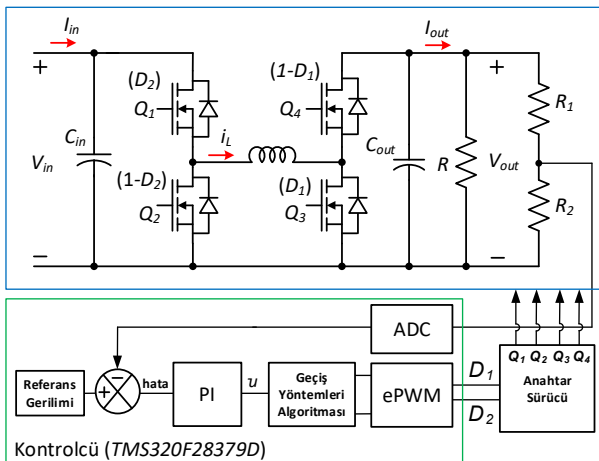 I_in
I_out
+
(D_2)
Q_1
(1-D_1)
Q_4
+
R_1
C_in
i_L
C_out
R
V_in
V_out
(1-D_2)
Q_2
(D_1)
Q_3
R_2
−
−
ADC
Q_1 Q_2 Q_3 Q_4
Anahtar
Sürücü
Referans
Gerilimi
+
−
hata
PI
u
Geçiş
Yöntemleri
Algoritması
ePWM
D_1
D_2
Kontrolcü (TMS320F28379D)